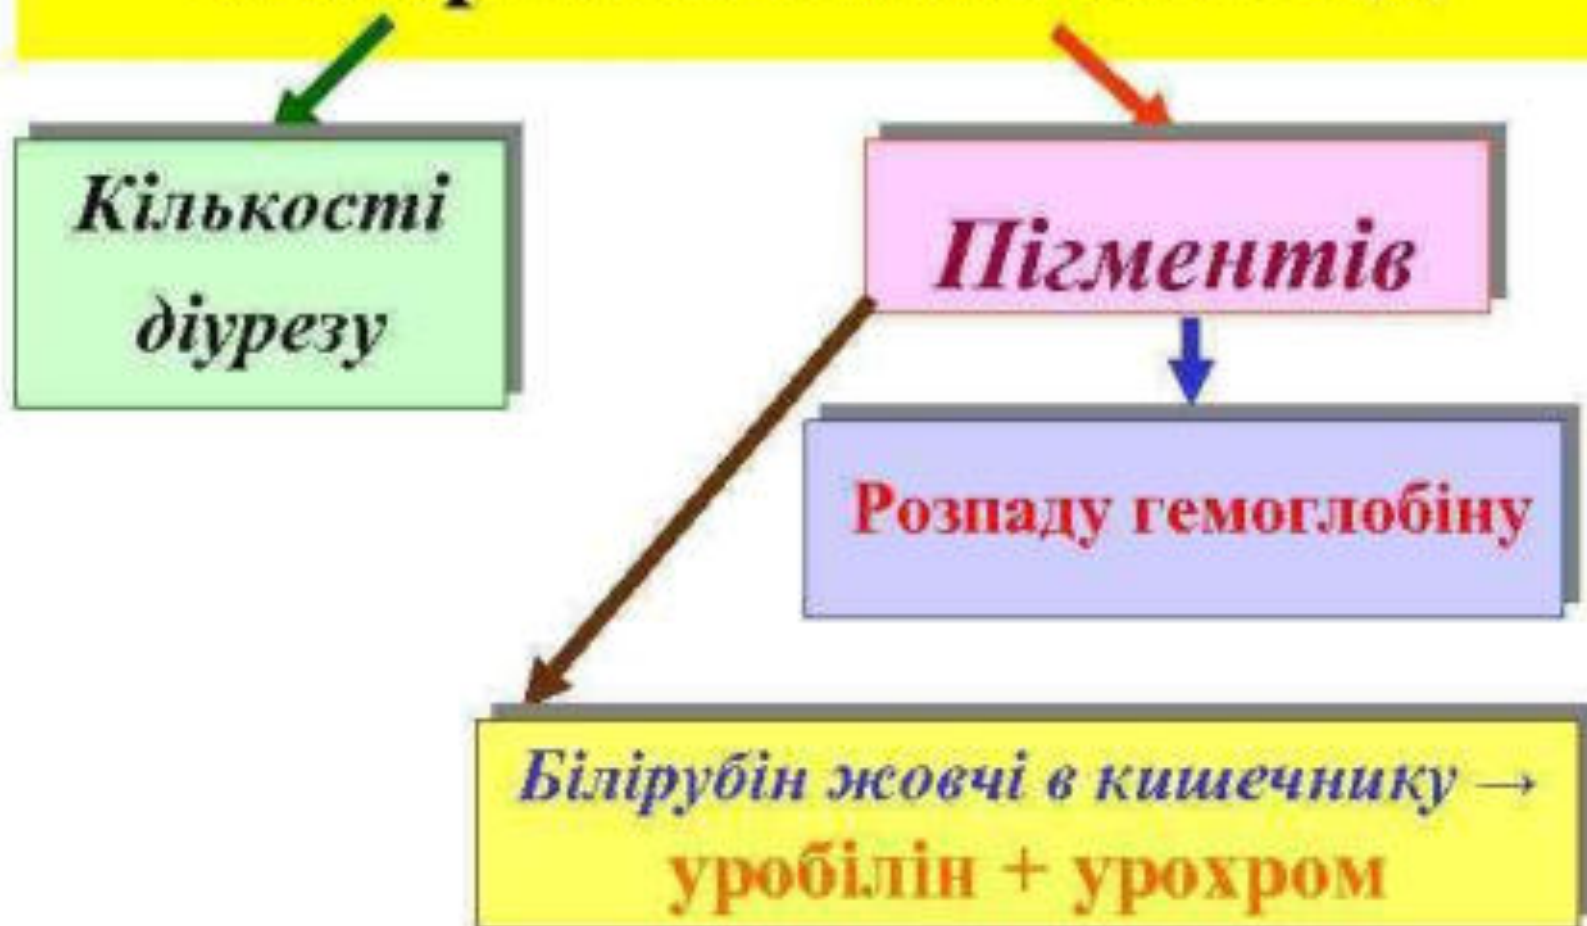 Кількості
діурезу
Пігментів
Розпаду гемоглобіну
Білірубін жовчі в кишечнику →
уробілін + урохром